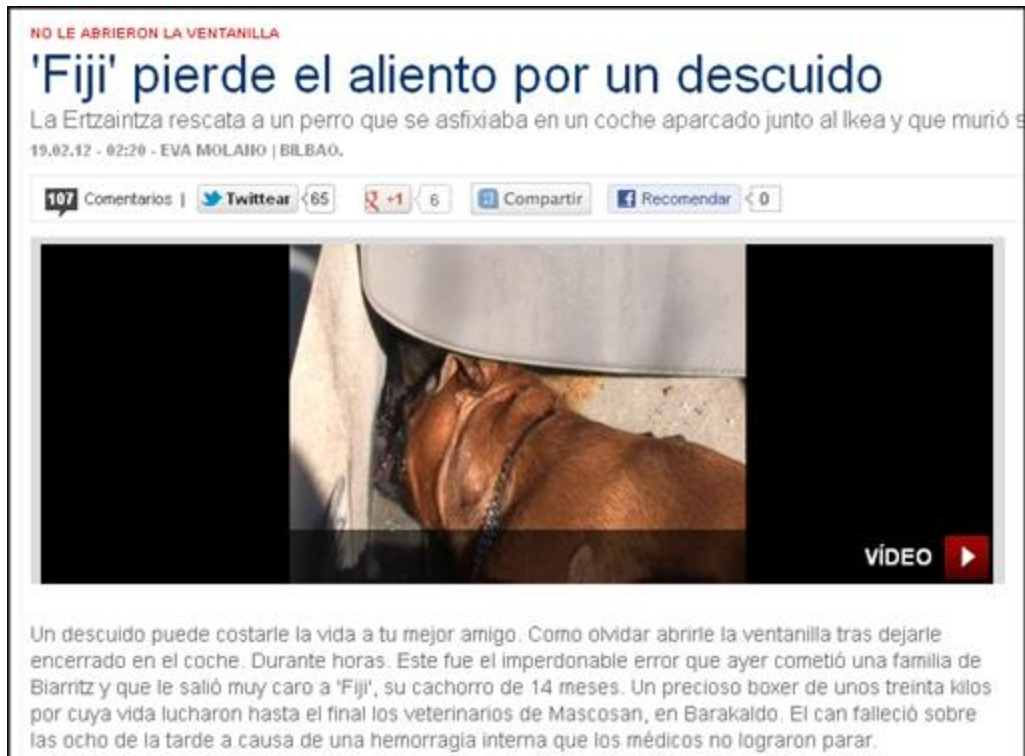 NO LE ABRIERON LA VENTANILLA
'Fiji' pierde el aliento por un descuido
La Ertzaintza rescata a un perro que se asfixiaba en un coche aparcado junto al Ikea y que murió s
19.02.12 - 02:20 - EVA MOLANO | BILBAO.
107 Comentarios | Twittear 65 +1 6 Compartir Recomendar 0
VÍDEO
Un descuido puede costarle la vida a tu mejor amigo. Como olvidar abrirle la ventanilla tras dejarle
encerrado en el coche. Durante horas. Este fue el imperdonable error que ayer cometió una familia de
Biarritz y que le salió muy caro a 'Fiji', su cachorro de 14 meses. Un precioso boxer de unos treinta kilos
por cuya vida lucharon hasta el final los veterinarios de Mascosan, en Barakaldo. El can falleció sobre
las ocho de la tarde a causa de una hemorragia interna que los médicos no lograron parar.